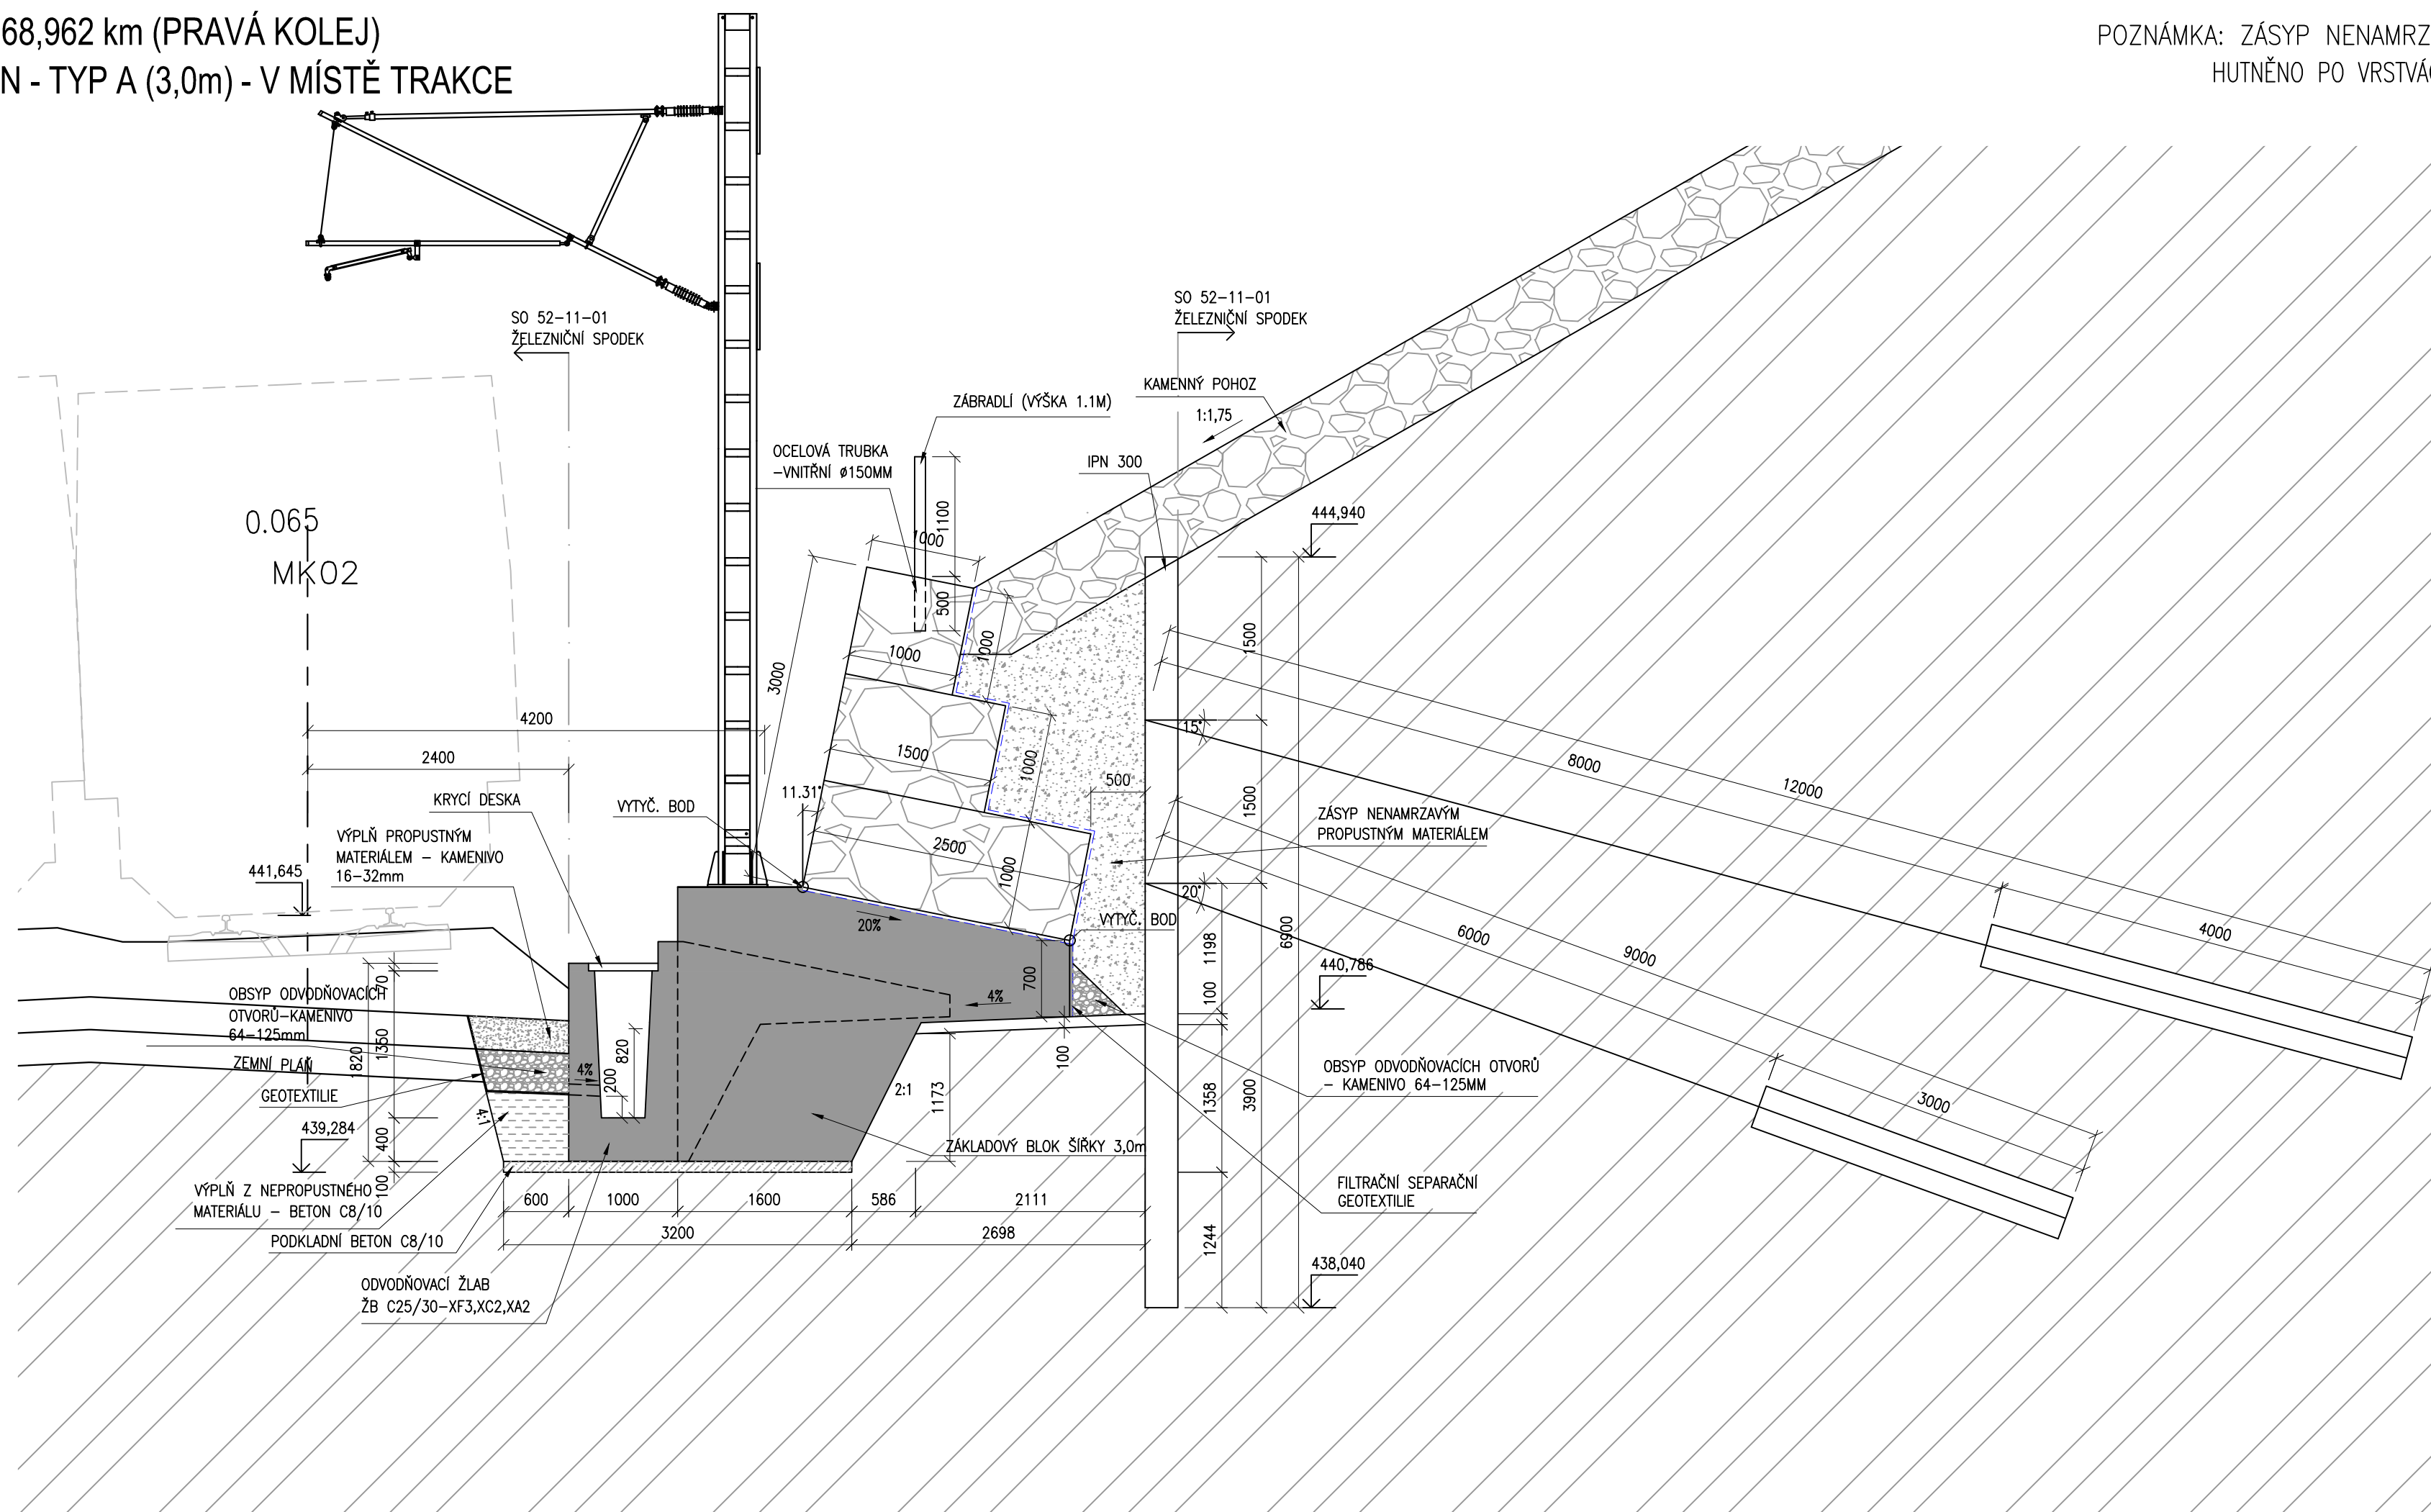 68,962 km (PRAVÁ KOLEJ)
N - TYP A (3,0m) - V MÍSTĚ TRAKCE
POZNÁMKA: ZÁSYP NENAMRZ
HUTNĚNO PO VRSTVÁ
SO 52-11-01
ŽELEZNIČNÍ SPODEK
SO 52-11-01
ŽELEZNIČNÍ SPODEK
KAMENNÝ POHOZ
1:1,75
ZÁBRADLÍ (VÝŠKA 1.1M)
OCELOVÁ TRUBKA
-VNITŘNÍ ø150MM
IPN 300
0.065
MK02
444,940
1100
1000
500
1000
1000
3000
1500
15°
4200
2400
1500
1000
500
8000
12000
1500
11.31°
KRYCÍ DESKA
VYTYČ. BOD
VÝPLŇ PROPUSTNÝM
MATERIÁLEM - KAMENIVO
16-32mm
ZÁSYP NENAMRZAVÝM
PROPUSTNÝM MATERIÁLEM
2500
1000
441,645
20°
20%
VYTYČ. BOD
6000
9000
4000
6900
1198
440,786
700
4%
100
70
OBSYP ODVODŇOVACÍCH
OTVORŮ-KAMENIVO
64-125mm
1350
1820
820
200
4%
100
ZEMNÍ PLÁŇ
GEOTEXTILIE
4:1
2:1
1173
1358
3900
OBSYP ODVODŇOVACÍCH OTVORŮ
- KAMENIVO 64-125MM
3000
439,284
400
100
ZÁKLADOVÝ BLOK ŠÍŘKY 3,0m
VÝPLŇ Z NEPROPUSTNÉHO
MATERIÁLU - BETON C8/10
600
1000
1600
586
2111
FILTRAČNÍ SEPARAČNÍ
GEOTEXTILIE
PODKLADNÍ BETON C8/10
3200
2698
1244
438,040
ODVODŇOVACÍ ŽLAB
ŽB C25/30-XF3,XC2,XA2